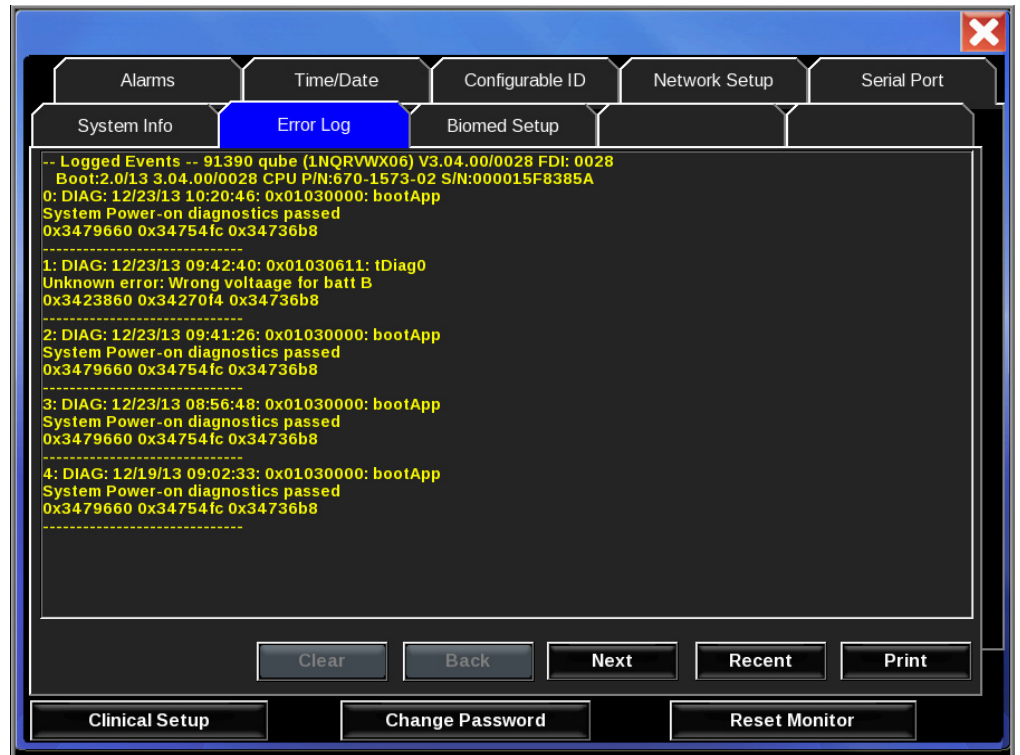 Alarms
Time/Date
Configurable ID
Network Setup
Serial Port
System Info
Error Log
Biomed Setup
-- Logged Events -- 91390 qube (1NQRVWX06) V3.04.00/0028 FDI: 0028
Boot:2.0/13 3.04.00/0028 CPU P/N:670-1573-02 S/N:000015F8385A
0: DIAG: 12/23/13 10:20:46: 0x01030000: bootApp
System Power-on diagnostics passed
0x3479660 0x34754fc 0x34736b8
------------------------------
1: DIAG: 12/23/13 09:42:40: 0x01030611: tDiag0
Unknown error: Wrong voltaage for batt B
0x3423860 0x34270f4 0x34736b8
------------------------------
2: DIAG: 12/23/13 09:41:26: 0x01030000: bootApp
System Power-on diagnostics passed
0x3479660 0x34754fc 0x34736b8
------------------------------
3: DIAG: 12/23/13 08:56:48: 0x01030000: bootApp
System Power-on diagnostics passed
0x3479660 0x34754fc 0x34736b8
------------------------------
4: DIAG: 12/19/13 09:02:33: 0x01030000: bootApp
System Power-on diagnostics passed
0x3479660 0x34754fc 0x34736b8
------------------------------
Clear
Back
Next
Recent
Print
Clinical Setup
Change Password
Reset Monitor